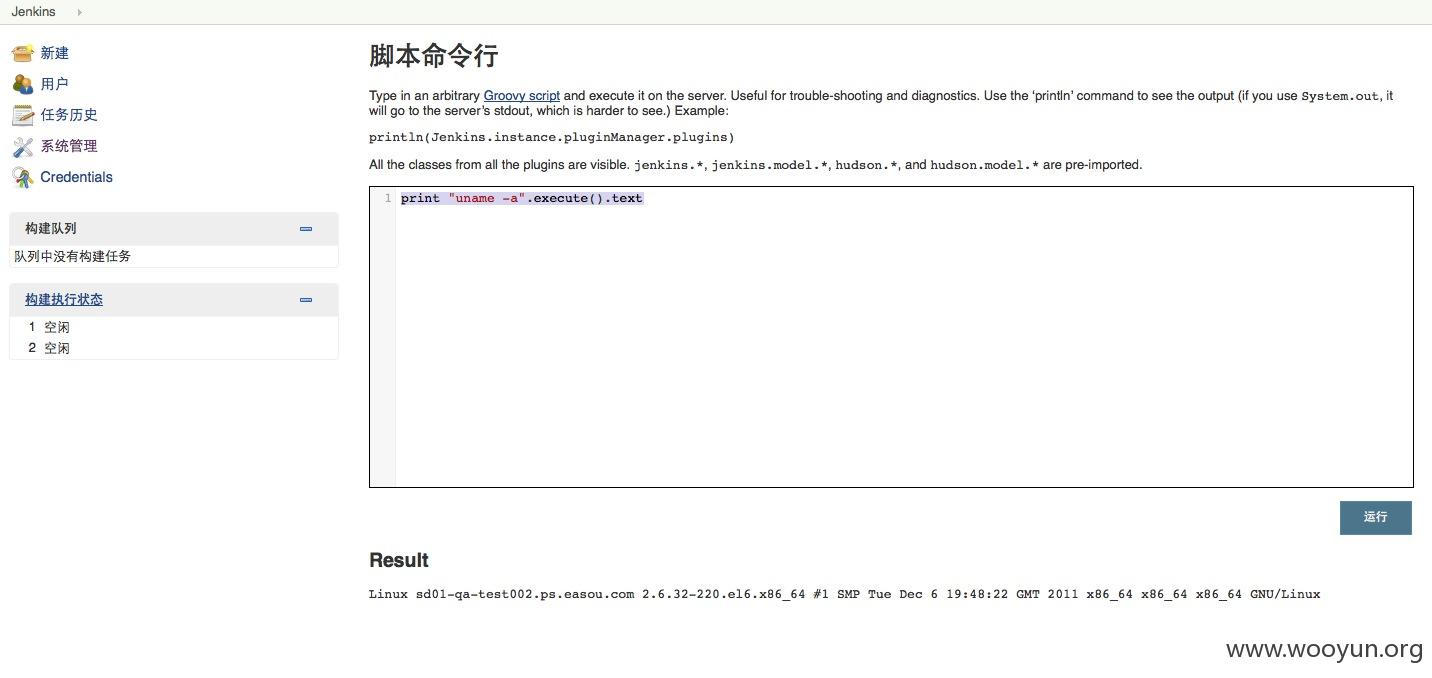 Jenkins
新建
用户
任务历史
系统管理
Credentials
构建队列
队列中没有构建任务
构建执行状态
1 空闲
2 空闲
脚本命令行
Type in an arbitrary Groovy script and execute it on the server. Useful for trouble-shooting and diagnostics. Use the ‘println’ command to see the output (if you use System.out, it
will go to the server’s stdout, which is harder to see.) Example:
println(Jenkins.instance.pluginManager.plugins)
All the classes from all the plugins are visible. jenkins.*, jenkins.model.*, hudson.*, and hudson.model.* are pre-imported.
1 print "uname -a".execute().text
运行
Result
Linux sd01-qa-test002.ps.easou.com 2.6.32-220.el6.x86_64 #1 SMP Tue Dec 6 19:48:22 GMT 2011 x86_64 x86_64 x86_64 GNU/Linux
www.wooyun.org